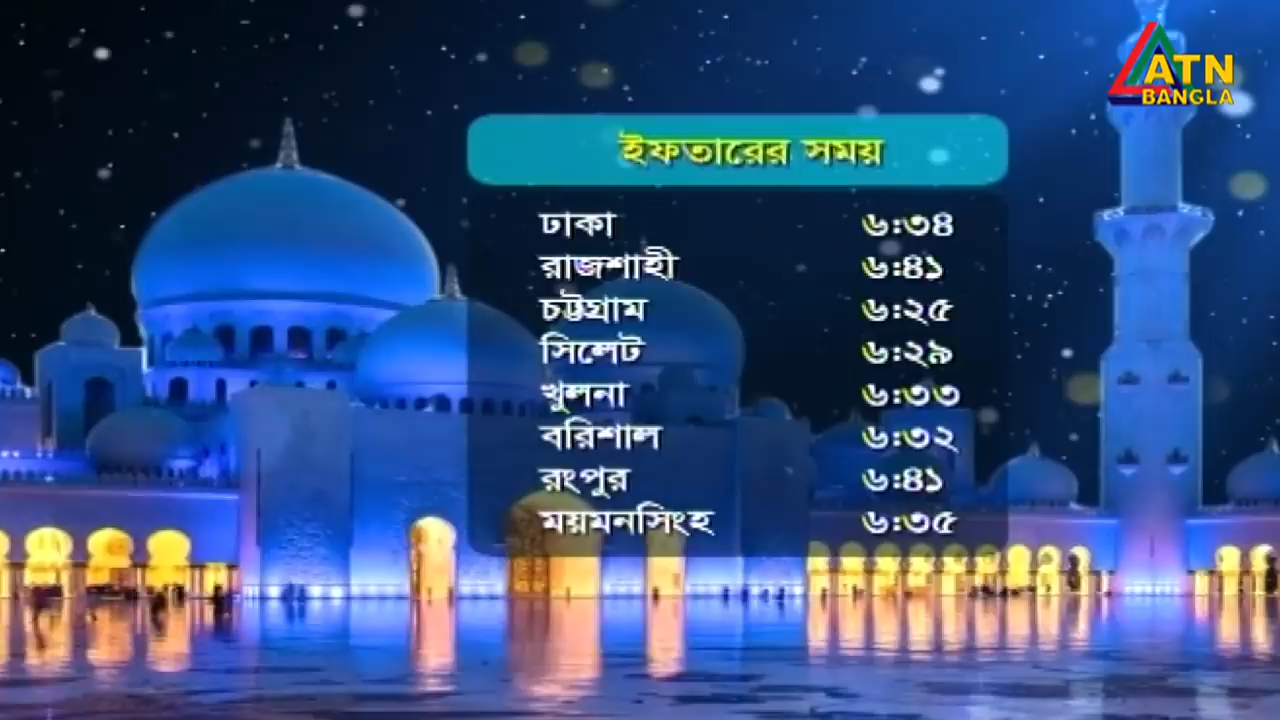 ATN
BANGLA
ইফতারের সময়
ঢাকা ৬:৩৪
রাজশাহী ৬:৪১
চট্টগ্রাম ৬:২৫
সিলেট ৬:২৯
খুলনা ৬:৩৩
বরিশাল ৬:৩২
রংপুর ৬:৪১
ময়মনসিংহ ৬:৩৫